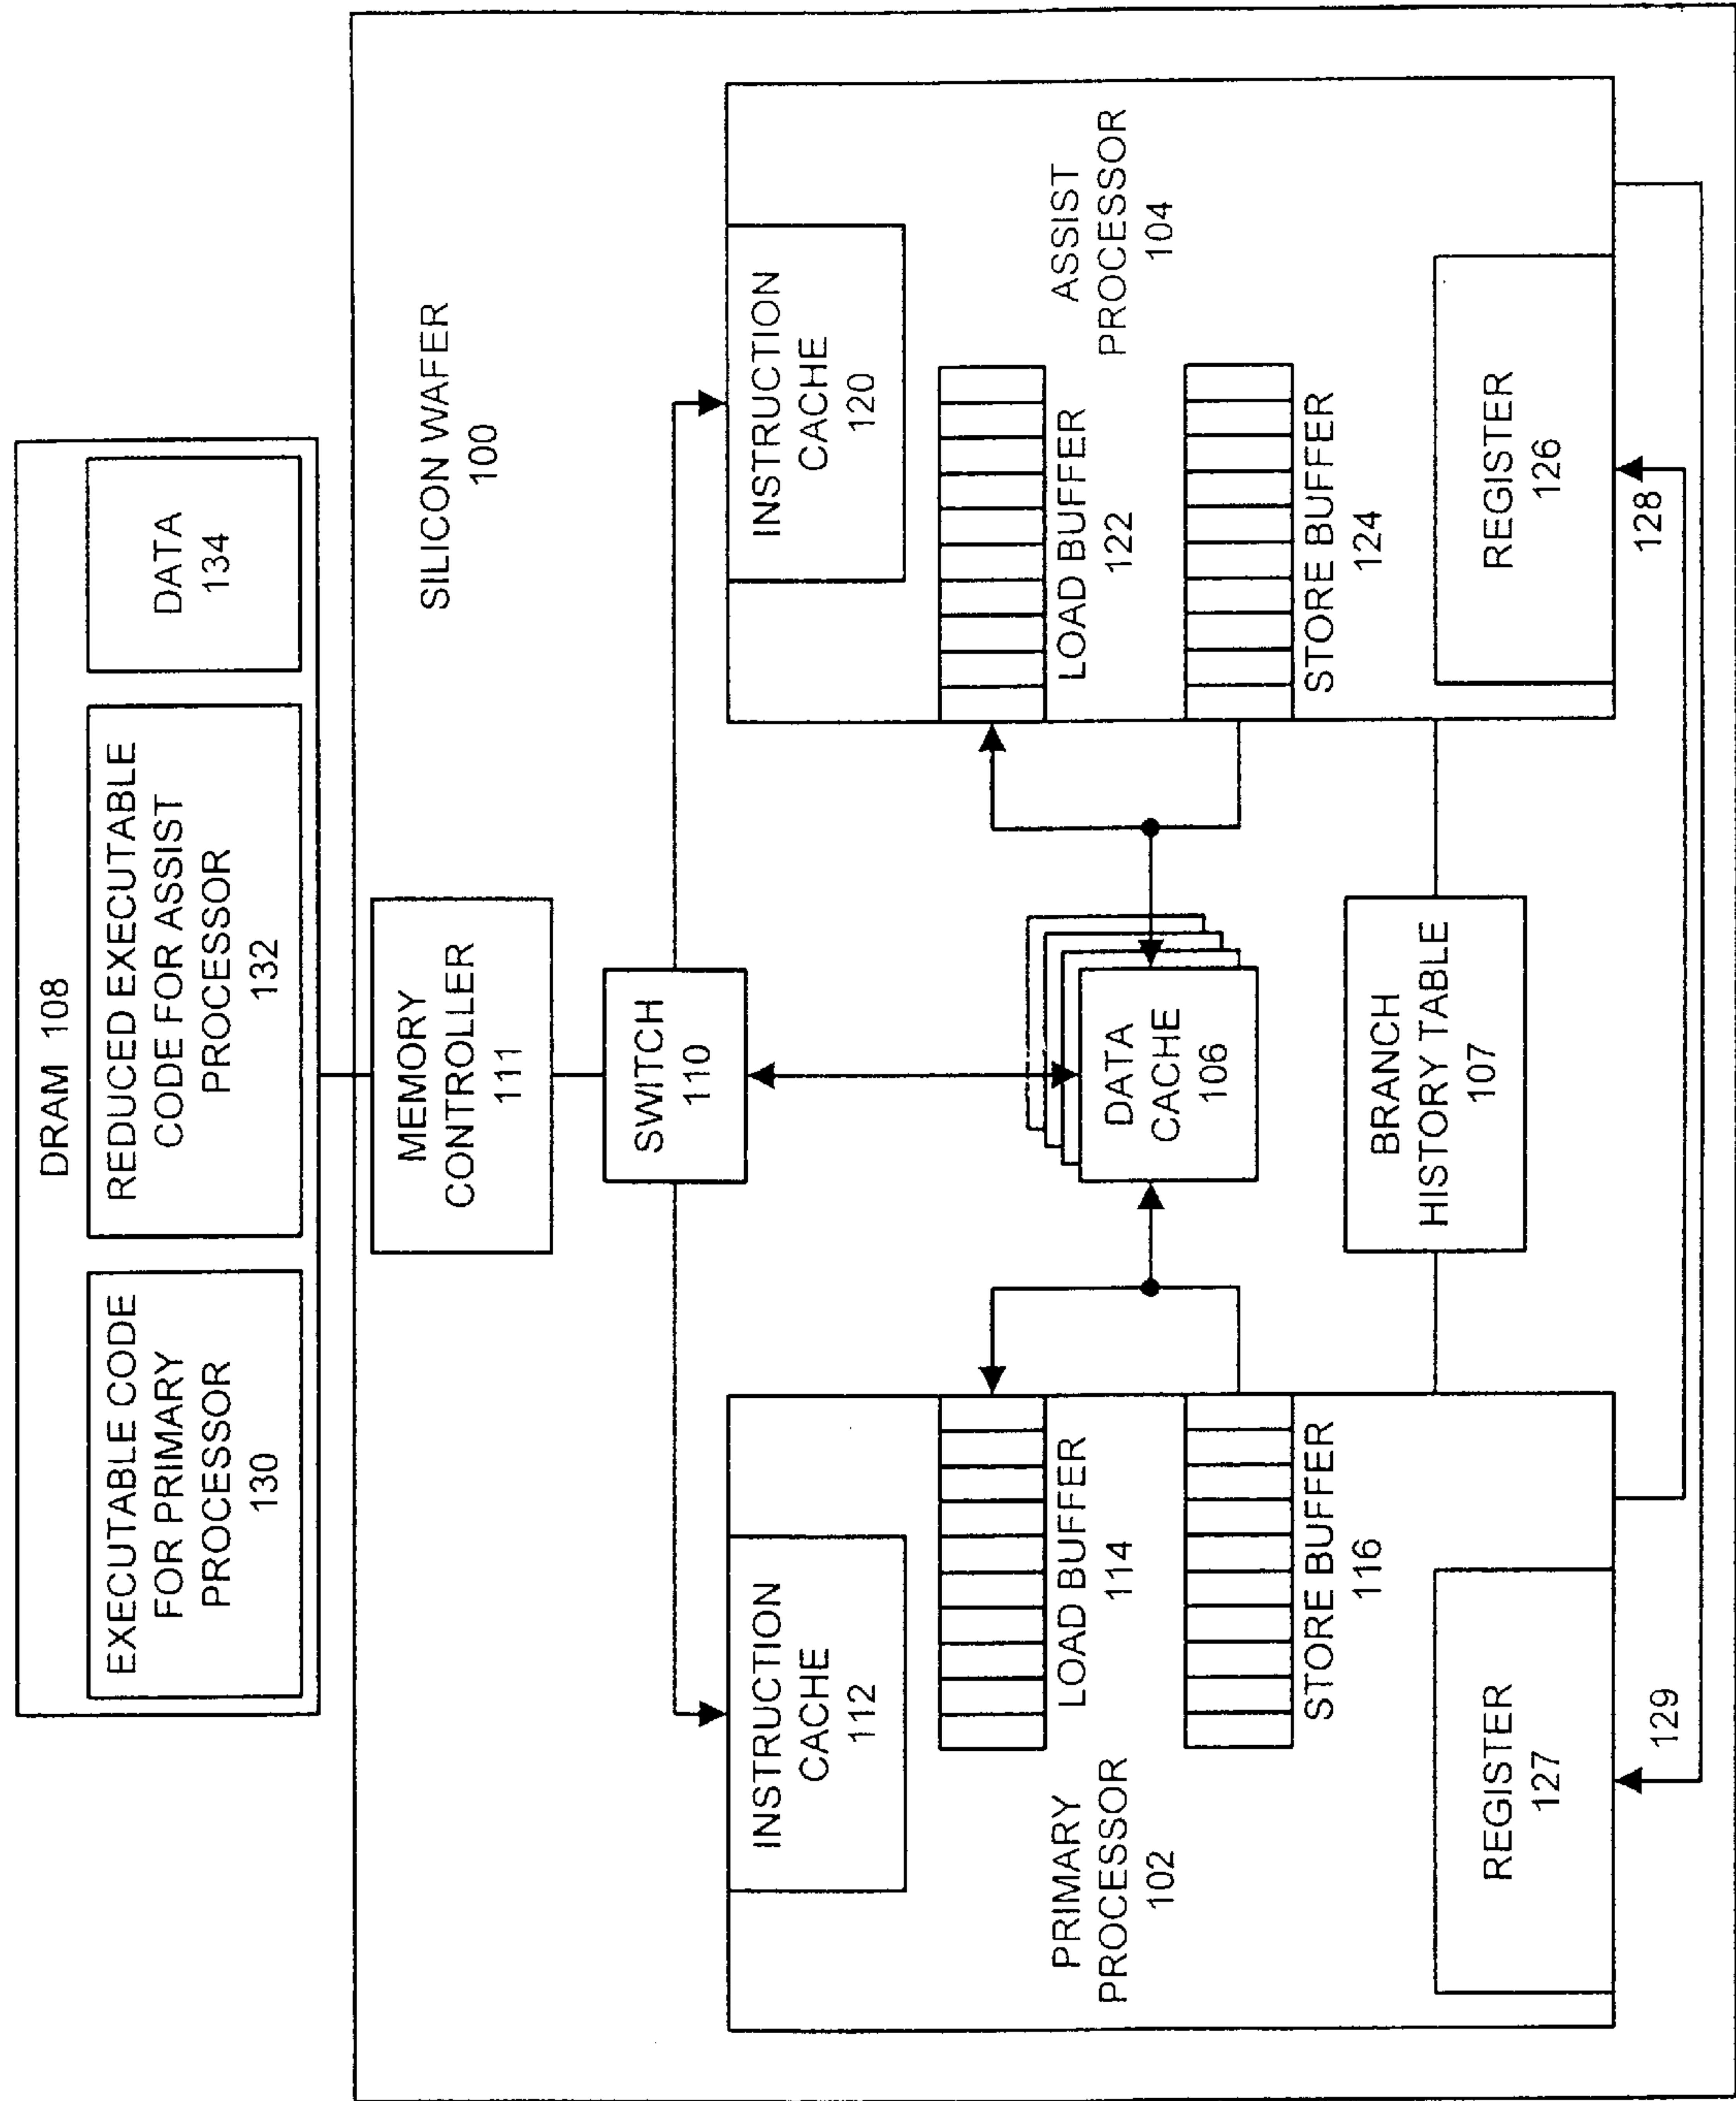 DRAM 108
EXECUTABLE CODE
FOR PRIMARY
PROCESSOR
130
REDUCED EXECUTABLE
CODE FOR ASSIST
PROCESSOR
132
DATA
134
SILICON WAFER
100
MEMORY
CONTROLLER
111
SWITCH
110
INSTRUCTION
CACHE
112
LOAD BUFFER
114
PRIMARY
PROCESSOR
102
STORE BUFFER
116
REGISTER
127
129
DATA
CACHE
106
BRANCH
HISTORY TABLE
107
INSTRUCTION
CACHE
120
LOAD BUFFER
122
ASSIST
PROCESSOR
104
STORE BUFFER
124
REGISTER
126
128